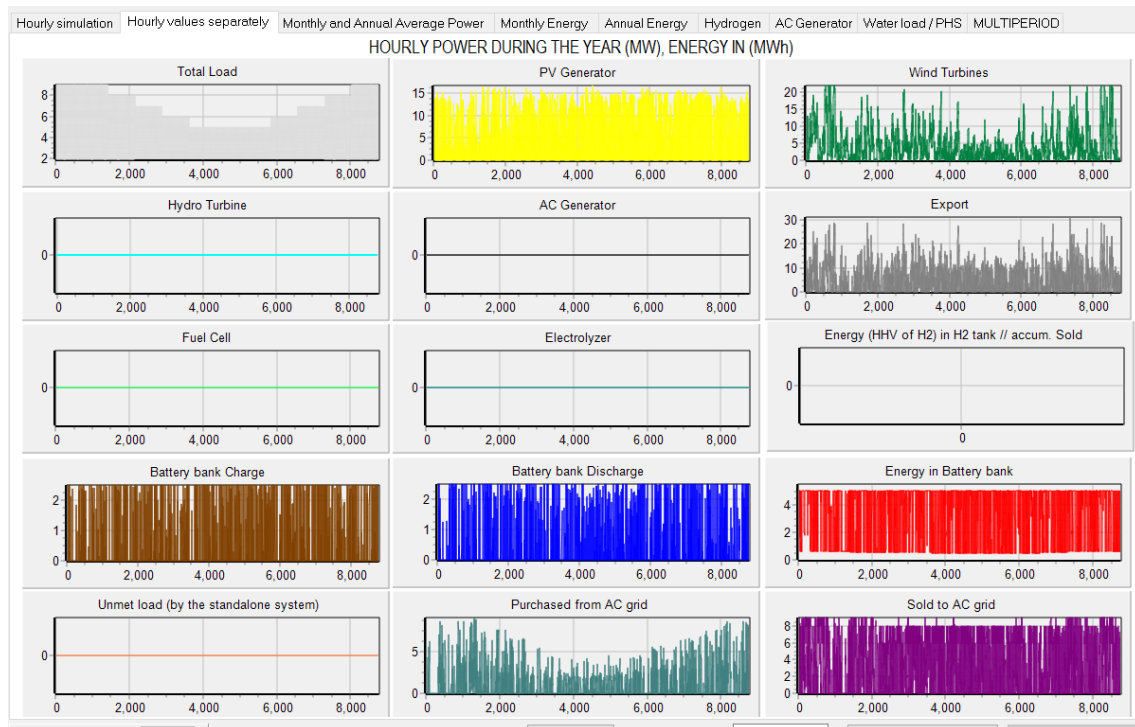 Hourly simulation Hourly values separately Monthly and Annual Average Power Monthly Energy Annual Energy Hydrogen AC Generator Water load / PHS MULTIPERIOD
HOURLY POWER DURING THE YEAR (MW), ENERGY IN (MWh)
Total Load
8
6
4
2
0 2,000 4,000 6,000 8,000
PV Generator
15
10
5
0
0 2,000 4,000 6,000 8,000
Wind Turbines
20
15
10
5
0
0 2,000 4,000 6,000 8,000
Hydro Turbine
0
0 2,000 4,000 6,000 8,000
AC Generator
0
0 2,000 4,000 6,000 8,000
Export
30
20
10
0
0 2,000 4,000 6,000 8,000
Fuel Cell
0
0 2,000 4,000 6,000 8,000
Electrolyzer
0
0 2,000 4,000 6,000 8,000
Energy (HHV of H2) in H2 tank // accum. Sold
0
0
Battery bank Charge
2
1
0
0 2,000 4,000 6,000 8,000
Battery bank Discharge
2
1
0
0 2,000 4,000 6,000 8,000
Energy in Battery bank
4
2
0
0 2,000 4,000 6,000 8,000
Unmet load (by the standalone system)
0
0 2,000 4,000 6,000 8,000
Purchased from AC grid
5
0
0 2,000 4,000 6,000 8,000
Sold to AC grid
8
6
4
2
0
0 2,000 4,000 6,000 8,000